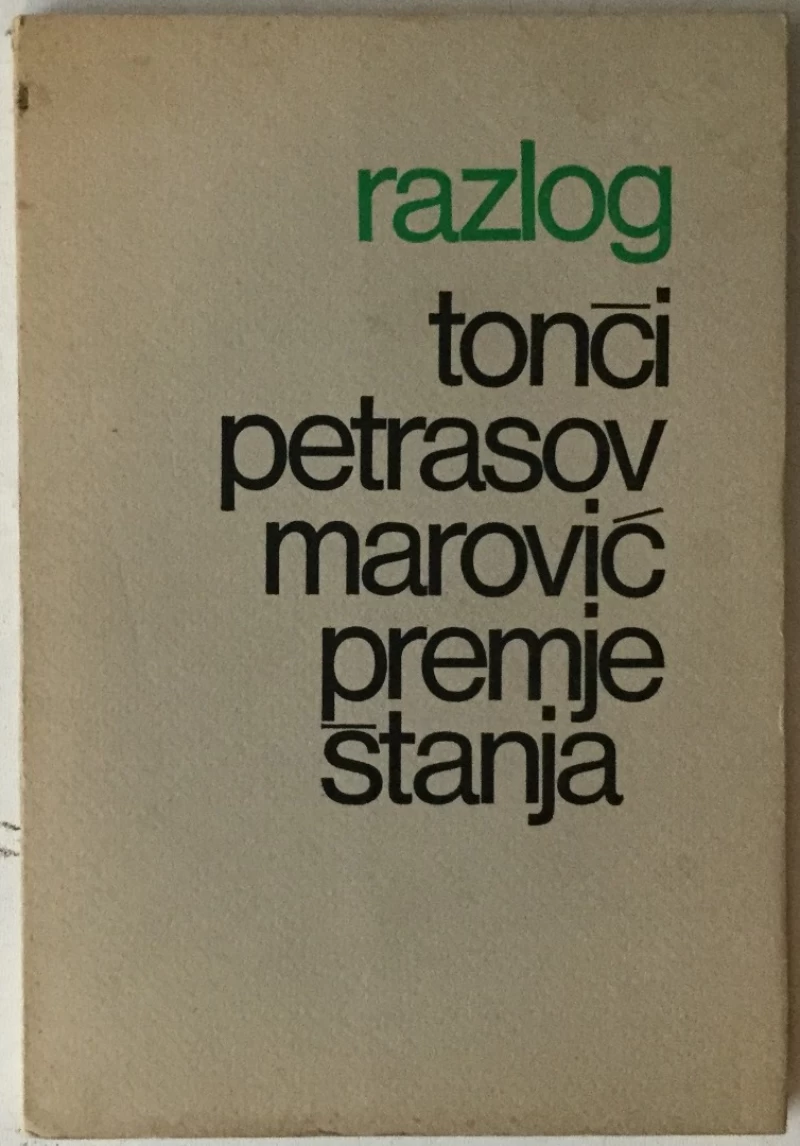 razlog
tonči
petrasov
marović
premje
štanja